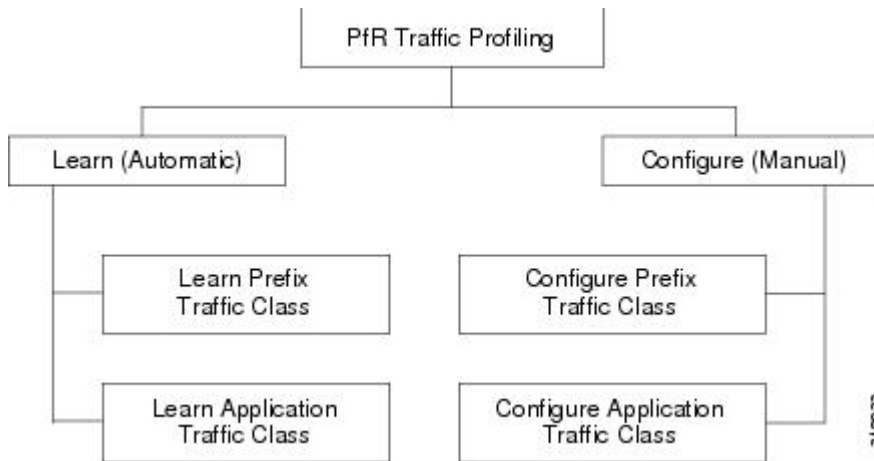 PfR Traffic Profiling
Learn (Automatic)
Configure (Manual)
Learn Prefix
Traffic Class
Configure Prefix
Traffic Class
Learn Application
Traffic Class
Configure Application
Traffic Class